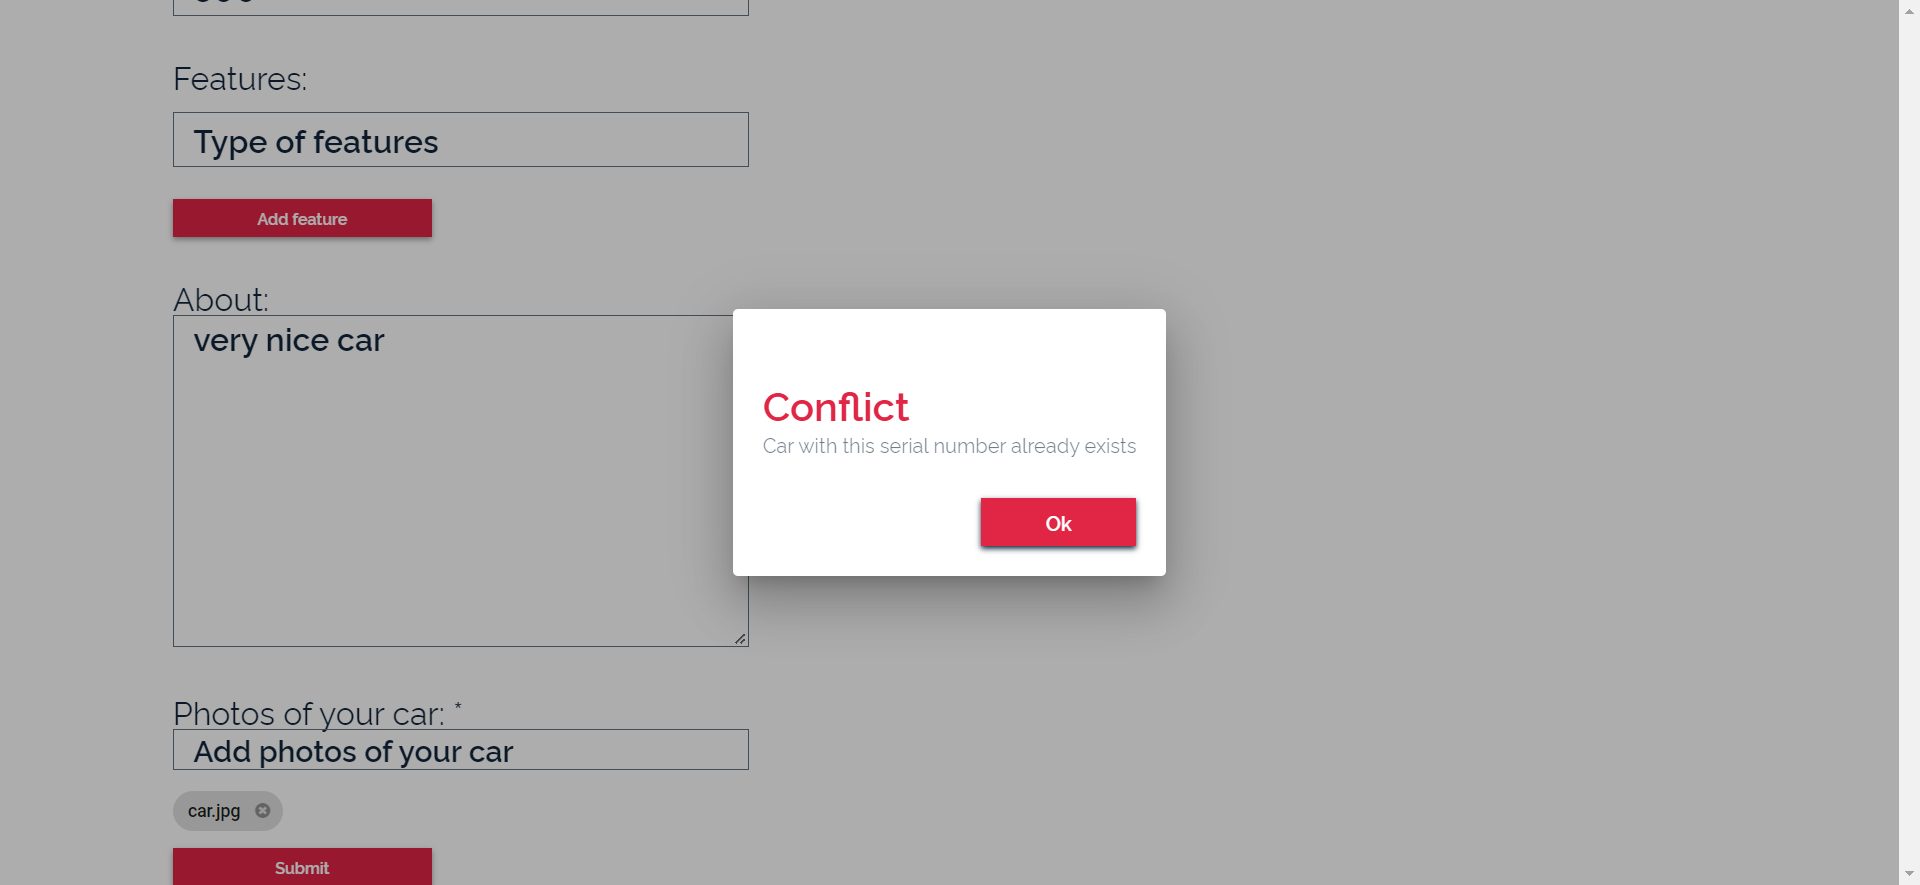 Features:
Type of features
Add feature
About:
very nice car
Conflict
Car with this serial number already exists
Ok
Photos of your car: *
Add photos of your car
car.jpg
Submit